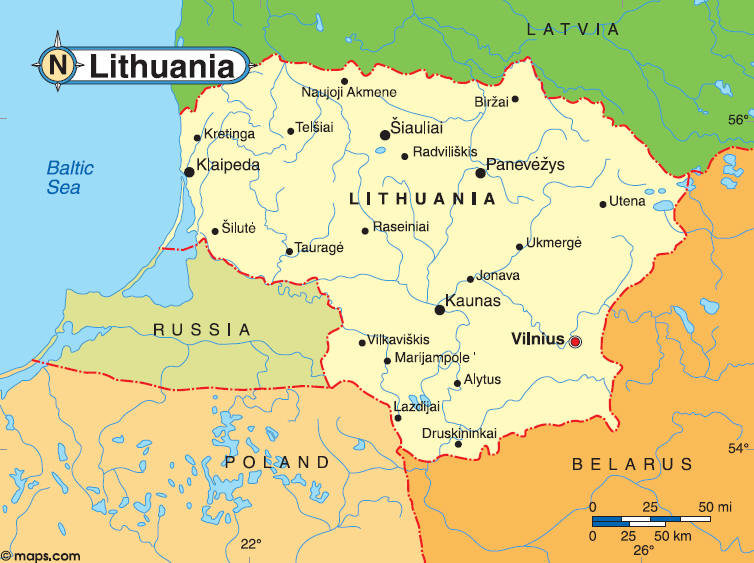 LATVIA
N Lithuania
Naujoji Akmene
Biržai
56°
Kretinga
Telšiai
Šiauliai
Radviliškis
Baltic
Sea
Klaipeda
Panevėžys
LITHUANIA
Utena
Šilutė
Raseiniai
Tauragė
Ukmergė
Jonava
Kaunas
RUSSIA
Vilkaviškis
Vilnius
Marijampole '
Alytus
Lazdijai
Druskininkai
54°
POLAND
BELARUS
0 25 50 mi
0 25 50 km
22°
26°
© maps.com